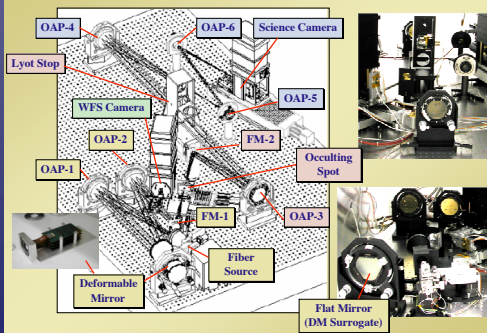 OAP-4
OAP-6
Science Camera
Lyot Stop
WFS Camera
OAP-5
OAP-2
FM-2
OAP-1
Occulting
Spot
FM-1
OAP-3
Fiber
Source
Deformable
Mirror
Flat Mirror
(DM Surrogate)